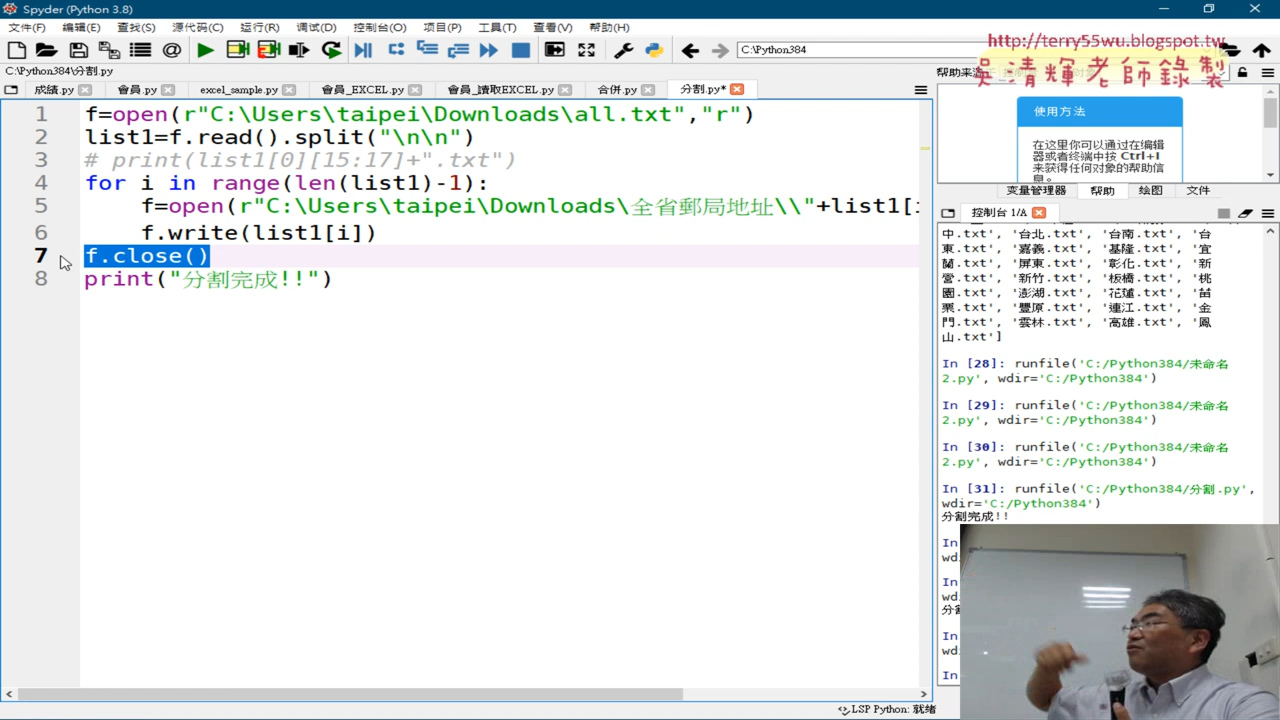 Spyder (Python 3.8)
文件(F) 编辑(E) 查找(S) 源代码(C) 运行(R) 调试(D) 控制台(O) 项目(P) 工具(T) 查看(V) 帮助(H)
http://terry55wu.blogspot.tw
吳清輝老師錄製
C:\Python384
C:\Python384\分割.py
帮助来源
成績.py 會員.py excel_sample.py 會員_EXCEL.py 會員_讀取EXCEL.py 合併.py 分割.py*
1 f=open(r"C:\Users\taipei\Downloads\all.txt","r")
2 list1=f.read().split("\n\n")
3 # print(list1[0][15:17]+".txt")
4 for i in range(len(list1)-1):
5 f=open(r"C:\Users\taipei\Downloads\全省郵局地址\\"+list1[i
6 f.write(list1[i])
7 f.close()
8 print("分割完成!!")
使用方法
在这里你可以通过在编辑
器或者终端中按 Ctrl+I
来获得任何对象的帮助信
息。
变量管理器 帮助 绘图 文件
控制台 1/A
中.txt', '台北.txt', '台南.txt', '台
東.txt', '嘉義.txt', '基隆.txt', '宜
蘭.txt', '屏東.txt', '彰化.txt', '新
營.txt', '新竹.txt', '板橋.txt', '桃
園.txt', '澎湖.txt', '花蓮.txt', '苗
栗.txt', '豐原.txt', '連江.txt', '金
門.txt', '雲林.txt', '高雄.txt', '鳳
山.txt']
In [28]: runfile('C:/Python384/未命名
2.py', wdir='C:/Python384')
In [29]: runfile('C:/Python384/未命名
2.py', wdir='C:/Python384')
In [30]: runfile('C:/Python384/未命名
2.py', wdir='C:/Python384')
In [31]: runfile('C:/Python384/分割.py',
wdir='C:/Python384')
分割完成!!
In
wd
In
wd
分割
In
wd
In
LSP Python: 就绪